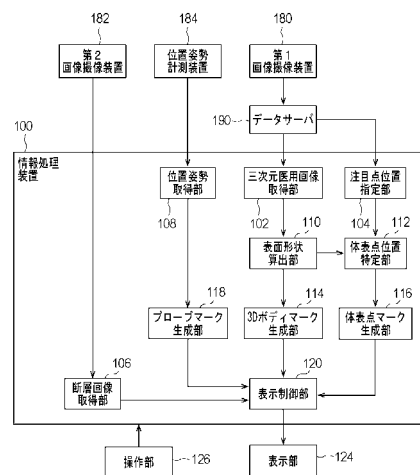 182
184
180
第2
画像撮像装置
位置姿勢
計測装置
第1
画像撮像装置
190
データサーバ
100
情報処理
装置
位置姿勢
取得部
三次元医用画像
取得部
注目点位置
指定部
108
102
110
104
112
表面形状
算出部
体表点位置
特定部
118
114
116
プローブマーク
生成部
3Dボディマーク
生成部
体表点マーク
生成部
106
120
断層画像
取得部
表示制御部
操作部
126
表示部
124